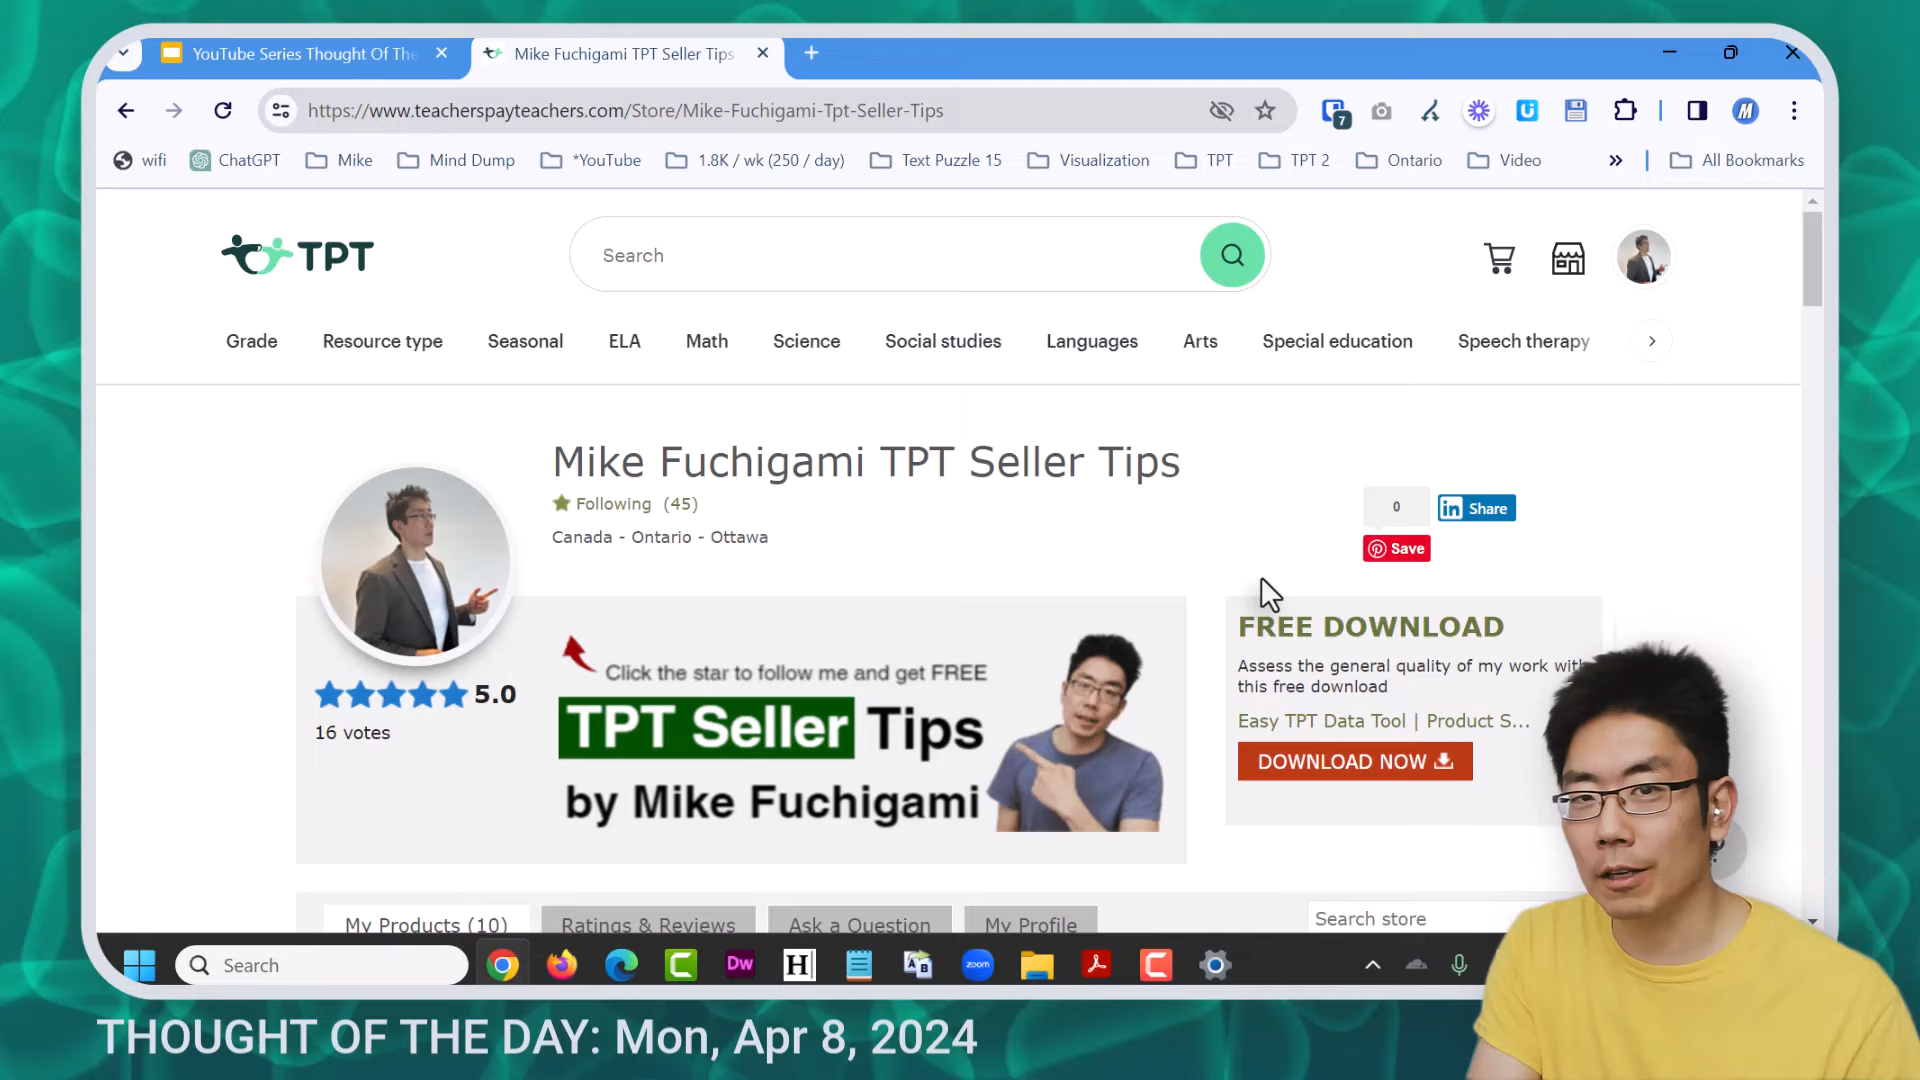 YouTube Series Thought Of The
Mike Fuchigami TPT Seller Tips
https://www.teacherspayteachers.com/Store/Mike-Fuchigami-Tpt-Seller-Tips
7
M
wifi
ChatGPT
Mike
Mind Dump
*YouTube
1.8K / wk (250 / day)
Text Puzzle 15
Visualization
TPT
TPT 2
Ontario
Video
All Bookmarks
TPT
Search
Grade
Resource type
Seasonal
ELA
Math
Science
Social studies
Languages
Arts
Special education
Speech therapy
Mike Fuchigami TPT Seller Tips
Following (45)
Canada - Ontario - Ottawa
0
in Share
Save
Click the star to follow me and get FREE
TPT Seller Tips
by Mike Fuchigami
5.0
16 votes
FREE DOWNLOAD
Assess the general quality of my work with
this free download
Easy TPT Data Tool | Product S...
DOWNLOAD NOW
My Products (10)
Ratings & Reviews
Ask a Question
My Profile
Search store
Search
Dw
H
zoom
THOUGHT OF THE DAY: Mon, Apr 8, 2024